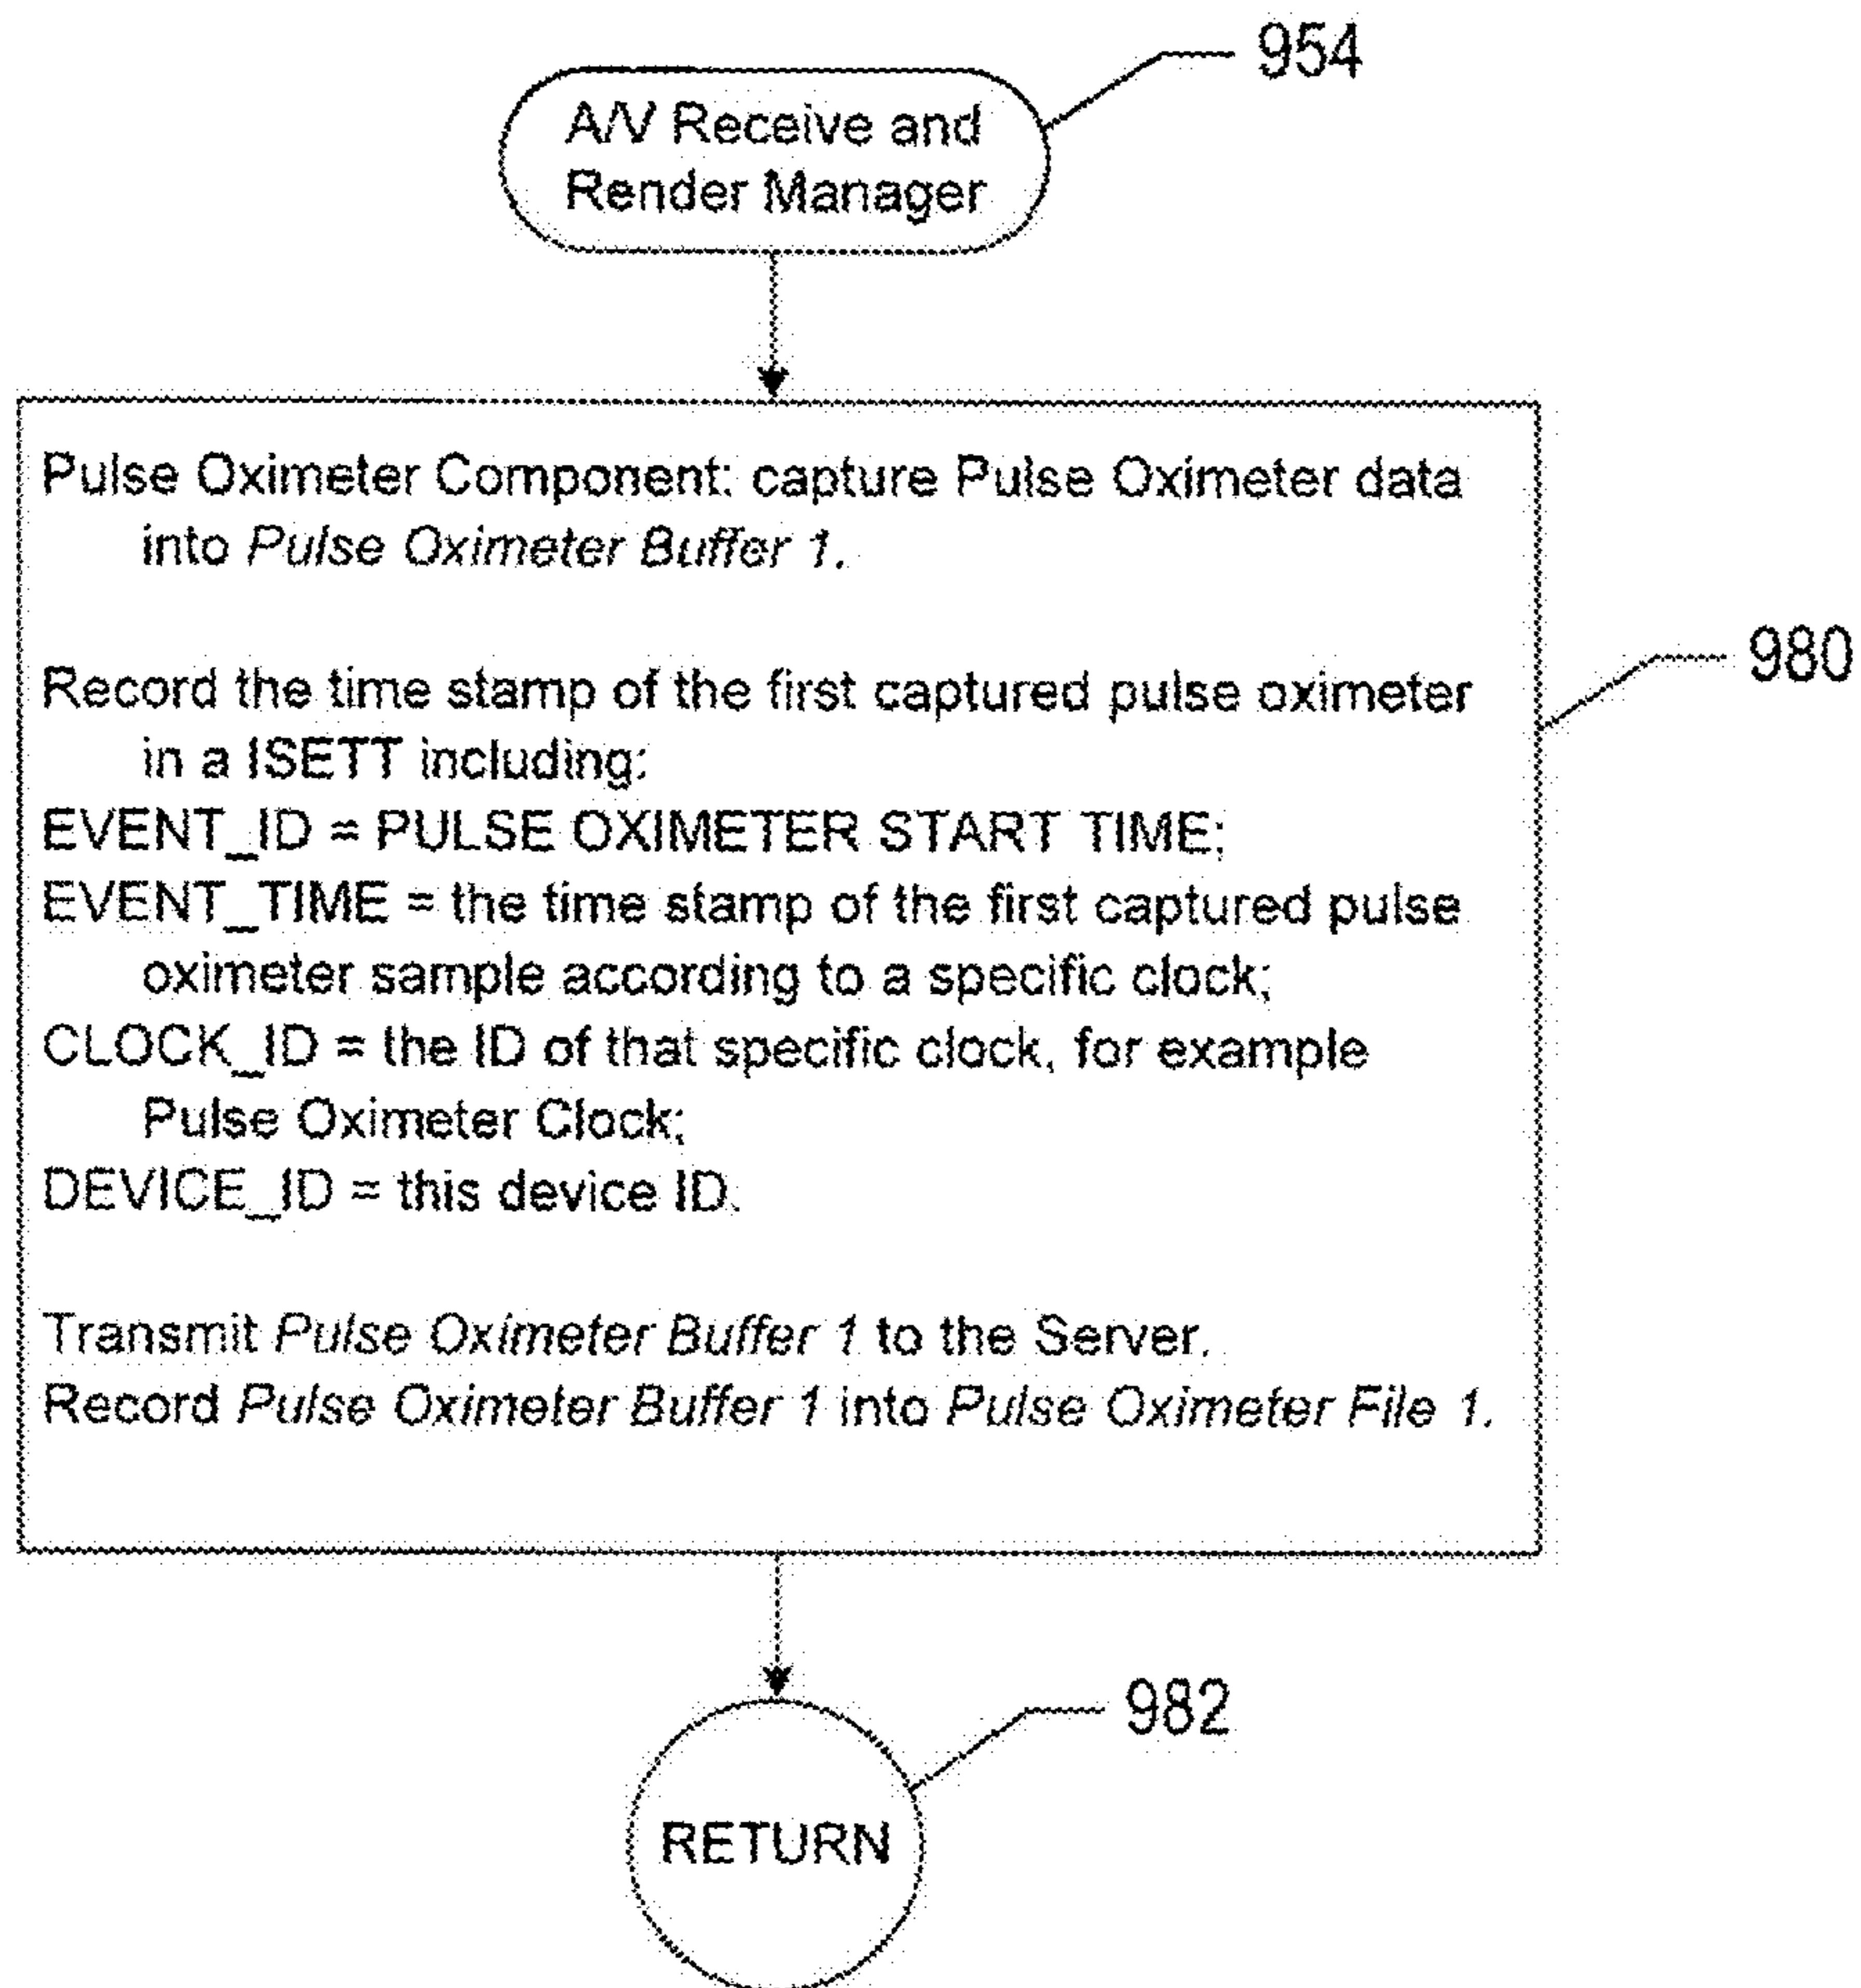 954
A/V Receive and
Render Manager
Pulse Oximeter Component: capture Pulse Oximeter data
into Pulse Oximeter Buffer 1.
Record the time stamp of the first captured pulse oximeter
in a ISETT including:
EVENT_ID = PULSE OXIMETER START TIME;
EVENT_TIME = the time stamp of the first captured pulse
oximeter sample according to a specific clock;
CLOCK_ID = the ID of that specific clock, for example
Pulse Oximeter Clock;
DEVICE_ID = this device ID.
Transmit Pulse Oximeter Buffer 1 to the Server.
Record Pulse Oximeter Buffer 1 into Pulse Oximeter File 1.
980
982
RETURN